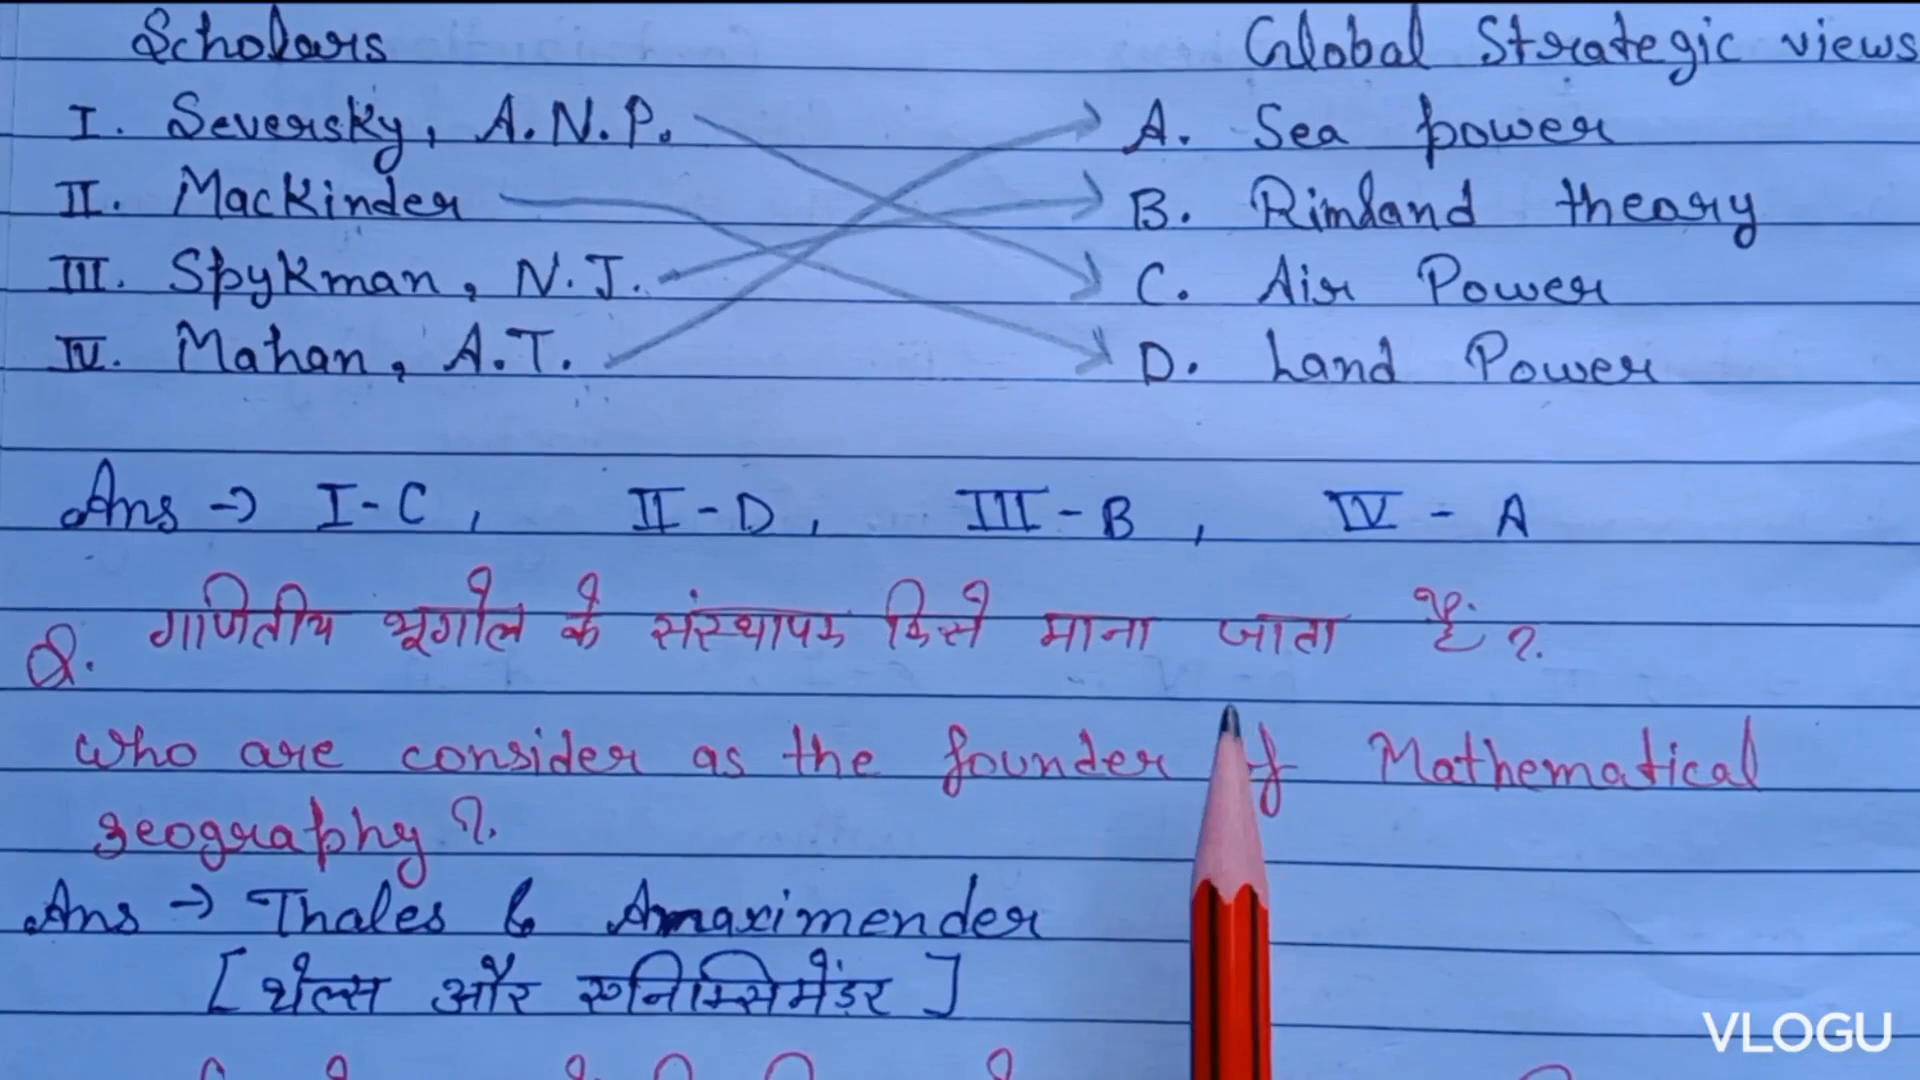 Scholars Global Strategic views
I. Seversky, A.N.P. A. Sea power
II. Mackinder B. Rimland theory
III. Spykman, N.J. C. Air Power
IV. Mahan, A.T. D. Land Power
Ans → I-C, II-D, III-B, IV-A
Q. गणितीय भूगोल के संस्थापक किसे माना जाता है?
Who are consider as the founder of Mathematical
geography?
Ans → Thales & Anaximender
[थेल्स और एनिम्सिमेंडर]
VLOGU